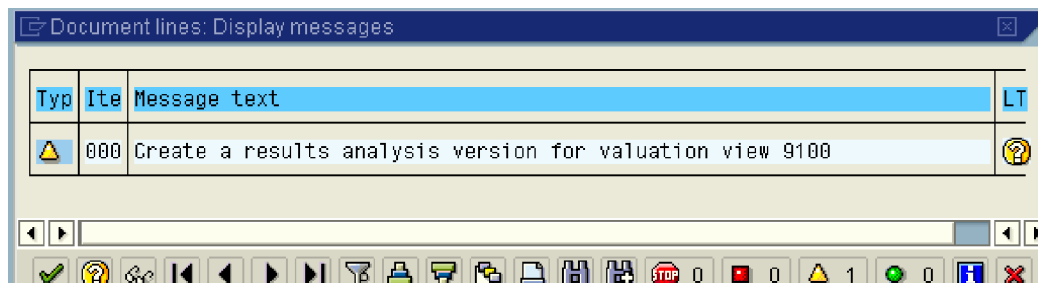 Document lines: Display messages
Typ Ite Message text LT
000 Create a results analysis version for valuation view 9100
STOP 0 0 1 0